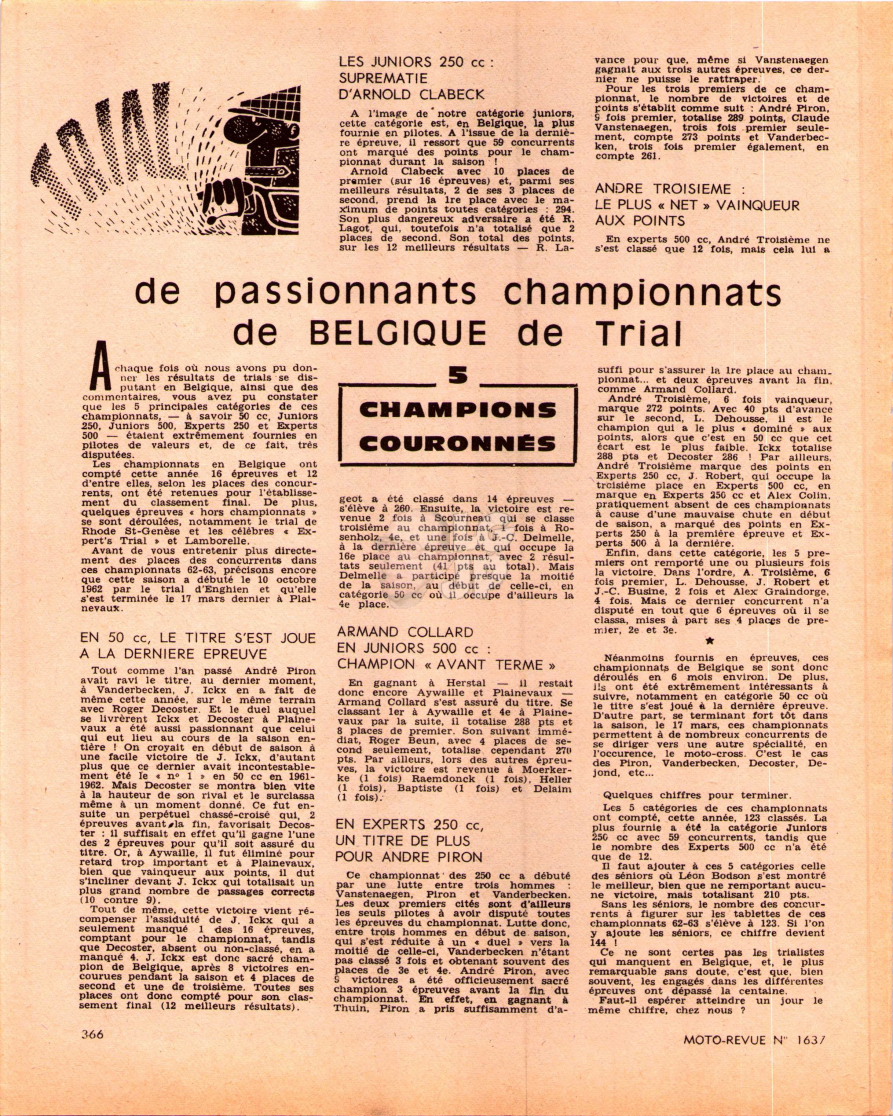 TRIAL
de passionnants championnats
de BELGIQUE de Trial
5
CHAMPIONS
COURONNÉS
A chaque fois où nous avons pu don-
ner les résultats de trials se dis-
putant en Belgique, ainsi que des
commentaires, vous avez pu constater
que les 5 principales catégories de ces
championnats, — à savoir 50 cc, Juniors
250, Juniors 500, Experts 250 et Experts
500 — étaient extrêmement fournies en
pilotes de valeurs et, de ce fait, très
disputées.
Les championnats en Belgique ont
compté cette année 16 épreuves et 12
d'entre elles, selon les places des concur-
rents, ont été retenues pour l'établisse-
ment du classement final. De plus,
quelques épreuves « hors championnats »
se sont déroulées, notamment le trial de
Rhode St-Genèse et les célèbres « Ex-
pert's Trial » et Lamborelle.
Avant de vous entretenir plus directe-
ment des places des concurrents dans
ces championnats 62-63, précisons encore
que cette saison a débuté le 10 octobre
1962 par le trial d'Enghien et qu'elle
s'est terminée le 17 mars dernier à Plai-
nevaux.
EN 50 cc, LE TITRE S'EST JOUE
A LA DERNIERE EPREUVE
Tout comme l'an passé André Piron
avait ravi le titre, au dernier moment,
à Vanderbecken, J. Ickx en a fait de
même cette année, sur le même terrain
avec Roger Decoster. Et le duel auquel
se livrèrent Ickx et Decoster à Plaine-
vaux a été aussi passionnant que celui
qui eut lieu au cours de la saison en-
tière ! On croyait en début de saison à
une facile victoire de J. Ickx, d'autant
plus que ce dernier avait incontestable-
ment été le « n° 1 » en 50 cc en 1961-
1962. Mais Decoster se montra bien vite
à la hauteur de son rival et le surclassa
même à un moment donné. Ce fut en-
suite un perpétuel chassé-croisé qui, 2
épreuves avant la fin, favorisait Decos-
ter : il suffisait en effet qu'il gagne l'une
des 2 épreuves pour qu'il soit assuré du
titre. Or, à Aywaille, il fut éliminé pour
retard trop important et à Plainevaux,
bien que vainqueur aux points, il dut
s'incliner devant J. Ickx qui totalisait un
plus grand nombre de passages corrects
(10 contre 9).
Tout de même, cette victoire vient ré-
compenser l'assiduité de J. Ickx qui a
seulement manqué 1 des 16 épreuves,
comptant pour le championnat, tandis
que Decoster, absent ou non-classé, en a
manqué 4. J. Ickx est donc sacré cham-
pion de Belgique, après 8 victoires en-
courues pendant la saison et 4 places de
second et une de troisième. Toutes ses
places ont donc compté pour son clas-
sement final (12 meilleurs résultats).
LES JUNIORS 250 cc :
SUPREMATIE
D'ARNOLD CLABECK
A l'image de notre catégorie juniors,
cette catégorie est, en Belgique, la plus
fournie en pilotes. A l'issue de la derniè-
re épreuve, il ressort que 59 concurrents
ont marqué des points pour le cham-
pionnat durant la saison !
Arnold Clabeck avec 10 places de
premier (sur 16 épreuves) et, parmi ses
meilleurs résultats, 2 de ses 3 places de
second, prend la 1re place avec le ma-
ximum de points toutes catégories : 294.
Son plus dangereux adversaire a été R.
Lagot, qui, toutefois n'a totalisé que 2
places de second. Son total des points,
sur les 12 meilleurs résultats — R. La-
geot a été classé dans 14 épreuves —
s'élève à 260. Ensuite, la victoire est re-
venue 2 fois à Scourneau qui se classe
troisième au championnat, 1 fois à Ro-
senholz, 4e, et une fois à J.-C. Delmelle,
à la dernière épreuve et qui occupe la
16e place au championnat, avec 2 résul-
tats seulement (41 pts au total). Mais
Delmelle a participé presque la moitié
de la saison, au début de celle-ci, en
catégorie 50 cc où il occupe d'ailleurs la
4e place.
ARMAND COLLARD
EN JUNIORS 500 cc :
CHAMPION « AVANT TERME »
En gagnant à Herstal — il restait
donc encore Aywaille et Plainevaux —
Armand Collard s'est assuré du titre. Se
classant 1er à Aywaille et 4e à Plaine-
vaux par la suite, il totalise 288 pts et
8 places de premier. Son suivant immé-
diat, Roger Beun, avec 4 places de se-
cond seulement, totalise cependant 270
pts. Par ailleurs, lors des autres épreu-
ves, la victoire est revenue à Moerker-
ke (1 fois) Raemdonck (1 fois), Heller
(1 fois), Baptiste (1 fois) et Delaim
(1 fois).
EN EXPERTS 250 cc,
UN TITRE DE PLUS
POUR ANDRE PIRON
Ce championnat des 250 cc a débuté
par une lutte entre trois hommes :
Vanstenaegen, Piron et Vanderbecken.
Les deux premiers cités sont d'ailleurs
les seuls pilotes à avoir disputé toutes
les épreuves du championnat. Lutte donc,
entre trois hommes en début de saison,
qui s'est réduite à un « duel » vers la
moitié de celle-ci, Vanderbecken n'étant
pas classé 3 fois et obtenant souvent des
places de 3e et 4e. André Piron, avec
5 victoires a été officieusement sacré
champion 3 épreuves avant la fin du
championnat. En effet, en gagnant à
Thuin, Piron a pris suffisamment d'a-
vance pour que, même si Vanstenaegen
gagnait aux trois autres épreuves, ce der-
nier ne puisse le rattraper.
Pour les trois premiers de ce cham-
pionnat, le nombre de victoires et de
points s'établit comme suit : André Piron,
5 fois premier, totalise 289 points, Claude
Vanstenaegen, trois fois premier seule-
ment, compte 273 points et Vanderbec-
ken, trois fois premier également, en
compte 261.
ANDRE TROISIEME :
LE PLUS « NET » VAINQUEUR
AUX POINTS
En experts 500 cc, André Troisième ne
s'est classé que 12 fois, mais cela lui a
suffi pour s'assurer la 1re place au cham-
pionnat... et deux épreuves avant la fin,
comme Armand Collard.
André Troisième, 6 fois vainqueur,
marque 272 points. Avec 40 pts d'avance
sur le second, L. Dehousse, il est le
champion qui a le plus « dominé » aux
points, alors que c'est en 50 cc que cet
écart est le plus faible. Ickx totalise
288 pts et Decoster 286 ! Par ailleurs,
André Troisième marque des points en
Experts 250 cc, J. Robert, qui occupe la
troisième place en Experts 500 cc, en
marque en Experts 250 cc et Alex Colin,
pratiquement absent de ces championnats
à cause d'une mauvaise chute en début
de saison, a marqué des points en Ex-
perts 250 à la première épreuve et Ex-
perts 500 à la dernière.
Enfin, dans cette catégorie, les 5 pre-
miers ont remporté une ou plusieurs fois
la victoire. Dans l'ordre, A. Troisième, 6
fois premier, L. Dehousse, J. Robert et
J.-C. Busine, 2 fois et Alex Graindorge,
4 fois. Mais ce dernier concurrent n'a
disputé en tout que 6 épreuves où il se
classa, mises à part ses 4 places de pre-
mier, 2e et 3e.
★
Néanmoins fournis en épreuves, ces
championnats de Belgique se sont donc
déroulés en 6 mois environ. De plus,
ils ont été extrêmement intéressants à
suivre, notamment en catégorie 50 cc où
le titre s'est joué à la dernière épreuve.
D'autre part, se terminant fort tôt dans
la saison, le 17 mars, ces championnats
permettent à de nombreux concurrents de
se diriger vers une autre spécialité, en
l'occurence, le moto-cross. C'est le cas
des Piron, Vanderbecken, Decoster, De-
jond, etc...
Quelques chiffres pour terminer.
Les 5 catégories de ces championnats
ont compté, cette année, 123 classés. La
plus fournie a été la catégorie Juniors
250 cc avec 59 concurrents, tandis que
le nombre des Experts 500 cc n'a été
que de 12.
Il faut ajouter à ces 5 catégories celle
des séniors où Léon Bodson s'est montré
le meilleur, bien que ne remportant aucu-
ne victoire, mais totalisant 210 pts.
Sans les séniors, le nombre des concur-
rents à figurer sur les tablettes de ces
championnats 62-63 s'élève à 123. Si l'on
y ajoute les séniors, ce chiffre devient
144 !
Ce ne sont certes pas les trialistes
qui manquent en Belgique, et, le plus
remarquable sans doute, c'est que, bien
souvent, les engagés dans les différentes
épreuves ont dépassé la centaine.
Faut-il espérer atteindre un jour le
même chiffre, chez nous ?
366
MOTO-REVUE N° 1637